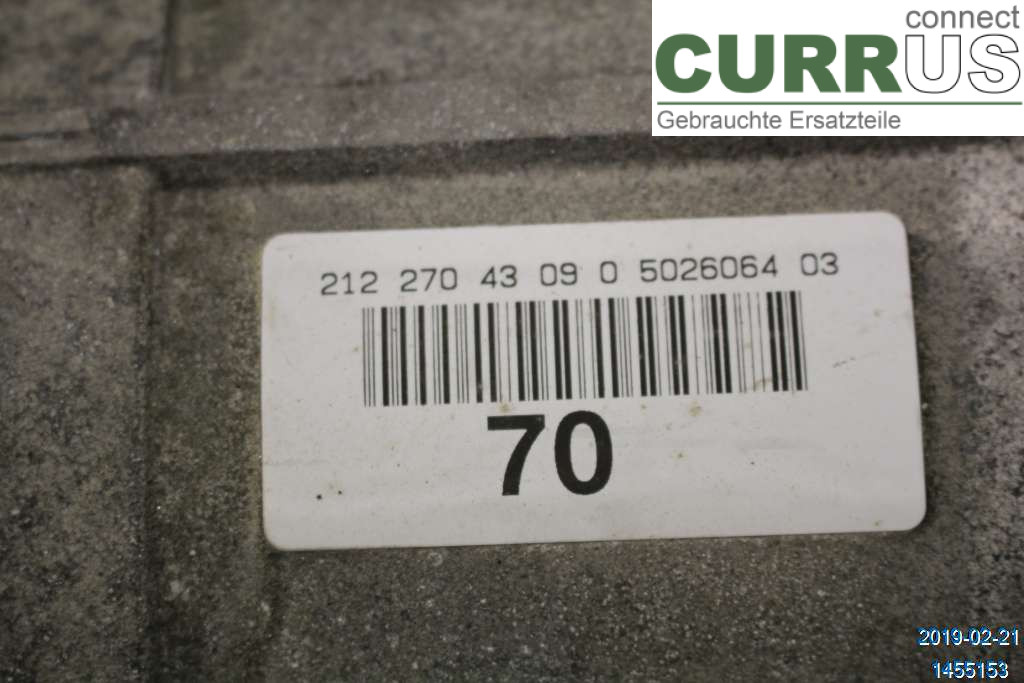 connect
CURRUS
Gebrauchte Ersatzteile
212 270 43 09 0 5026064 03
70
2019-02-21
1455153